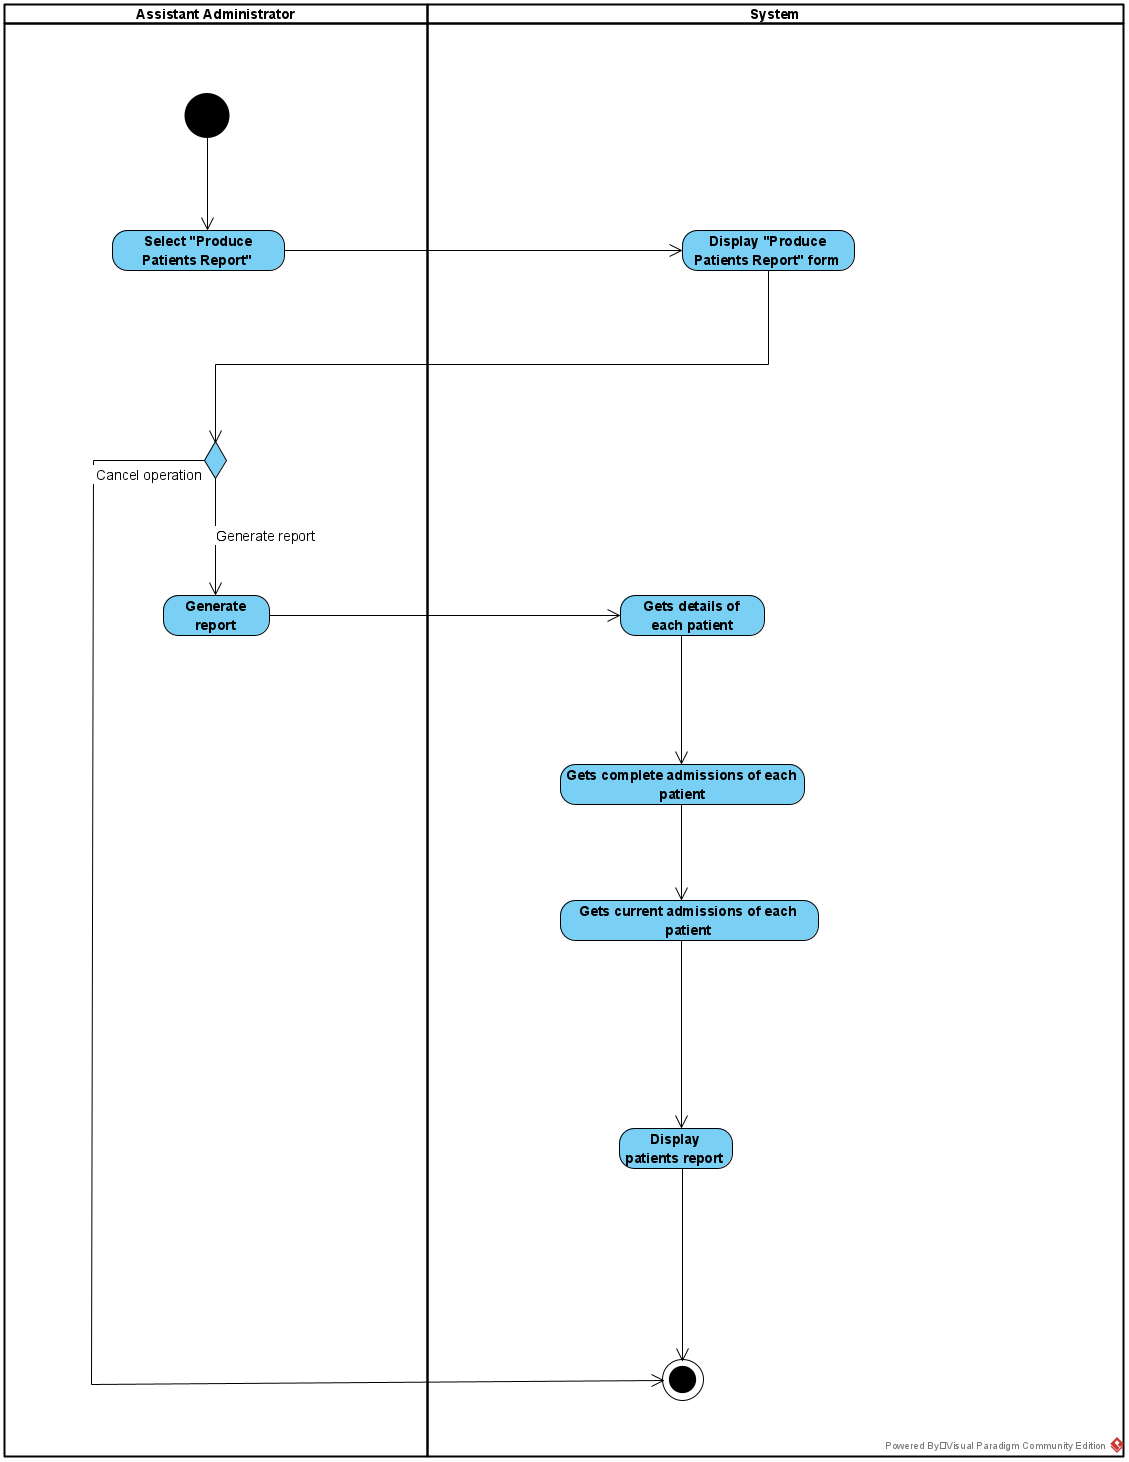 Assistant Administrator
System
Select "Produce
Patients Report"
Display "Produce
Patients Report" form
Cancel operation
Generate report
Generate
report
Gets details of
each patient
Gets complete admissions of each
patient
Gets current admissions of each
patient
Display
patients report
Powered By□Visual Paradigm Community Edition